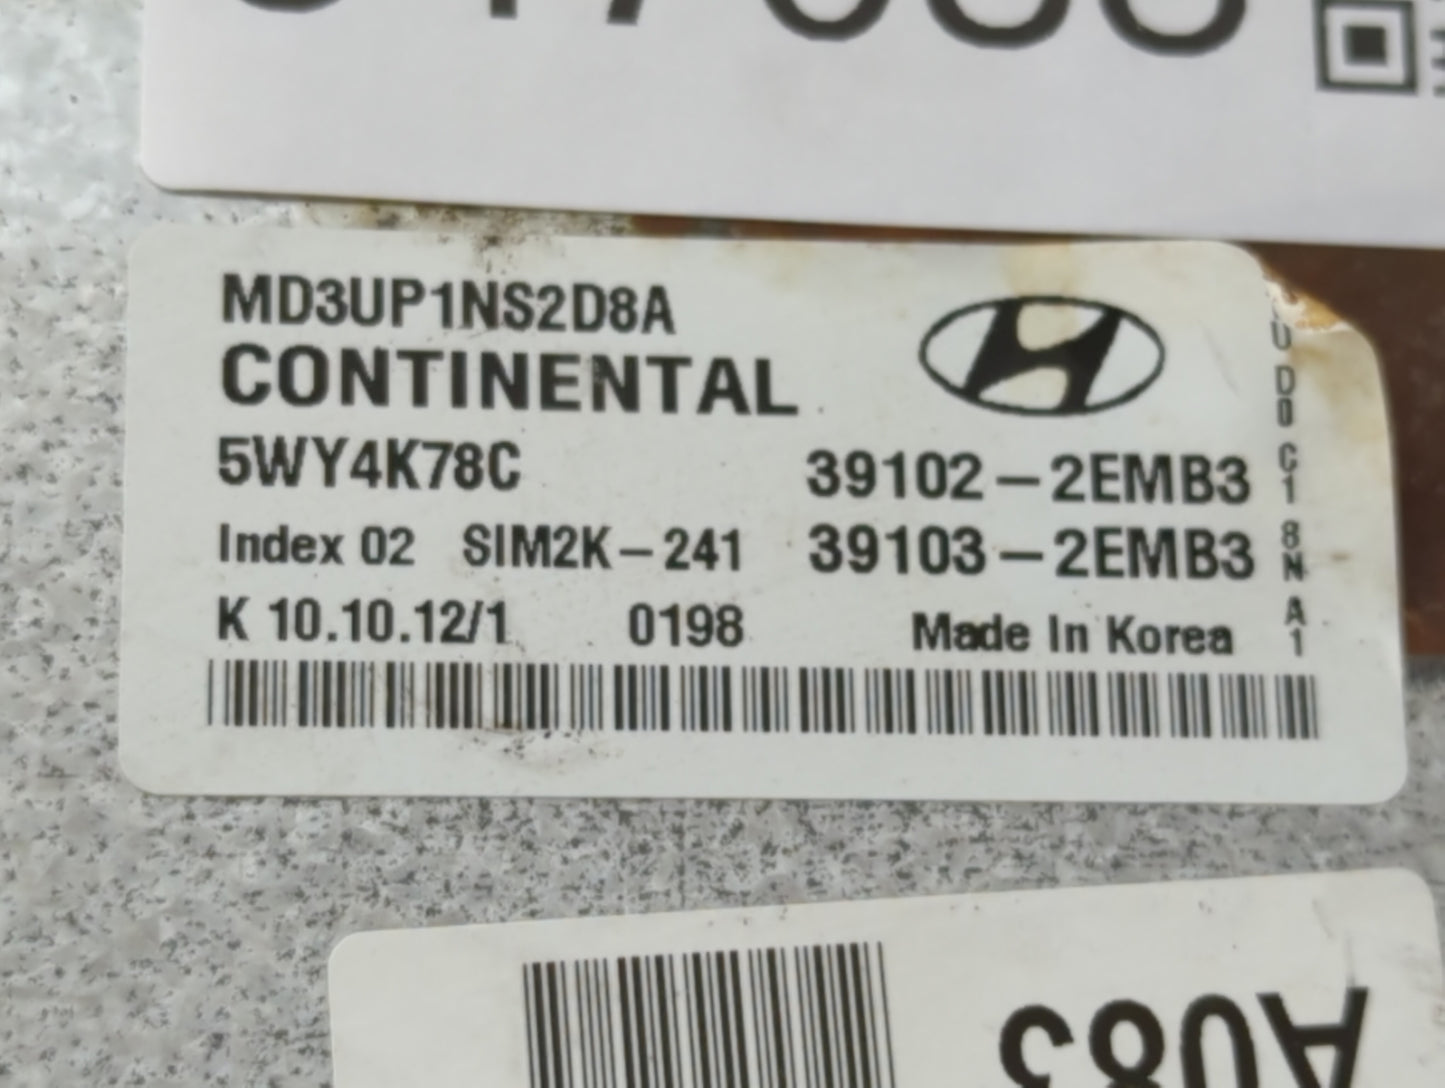 MD3UP1NS2D8A
CONTINENTAL
5WY4K78C
39102-2EMB3
Index 02 SIM2K-241 39103-2EMB3
K 10.10.12/1 0198 Made In Korea
A083